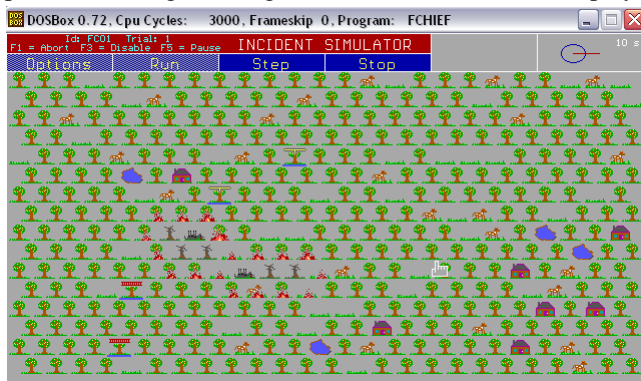 DOSBox 0.72, Cpu Cycles: 3000, Frameskip 0, Program: FCHIEF
Id: FC01 Trial: 1
F1 = Abort F3 = Disable F5 = Pause
INCIDENT SIMULATOR
10 s
Options Run Step Stop